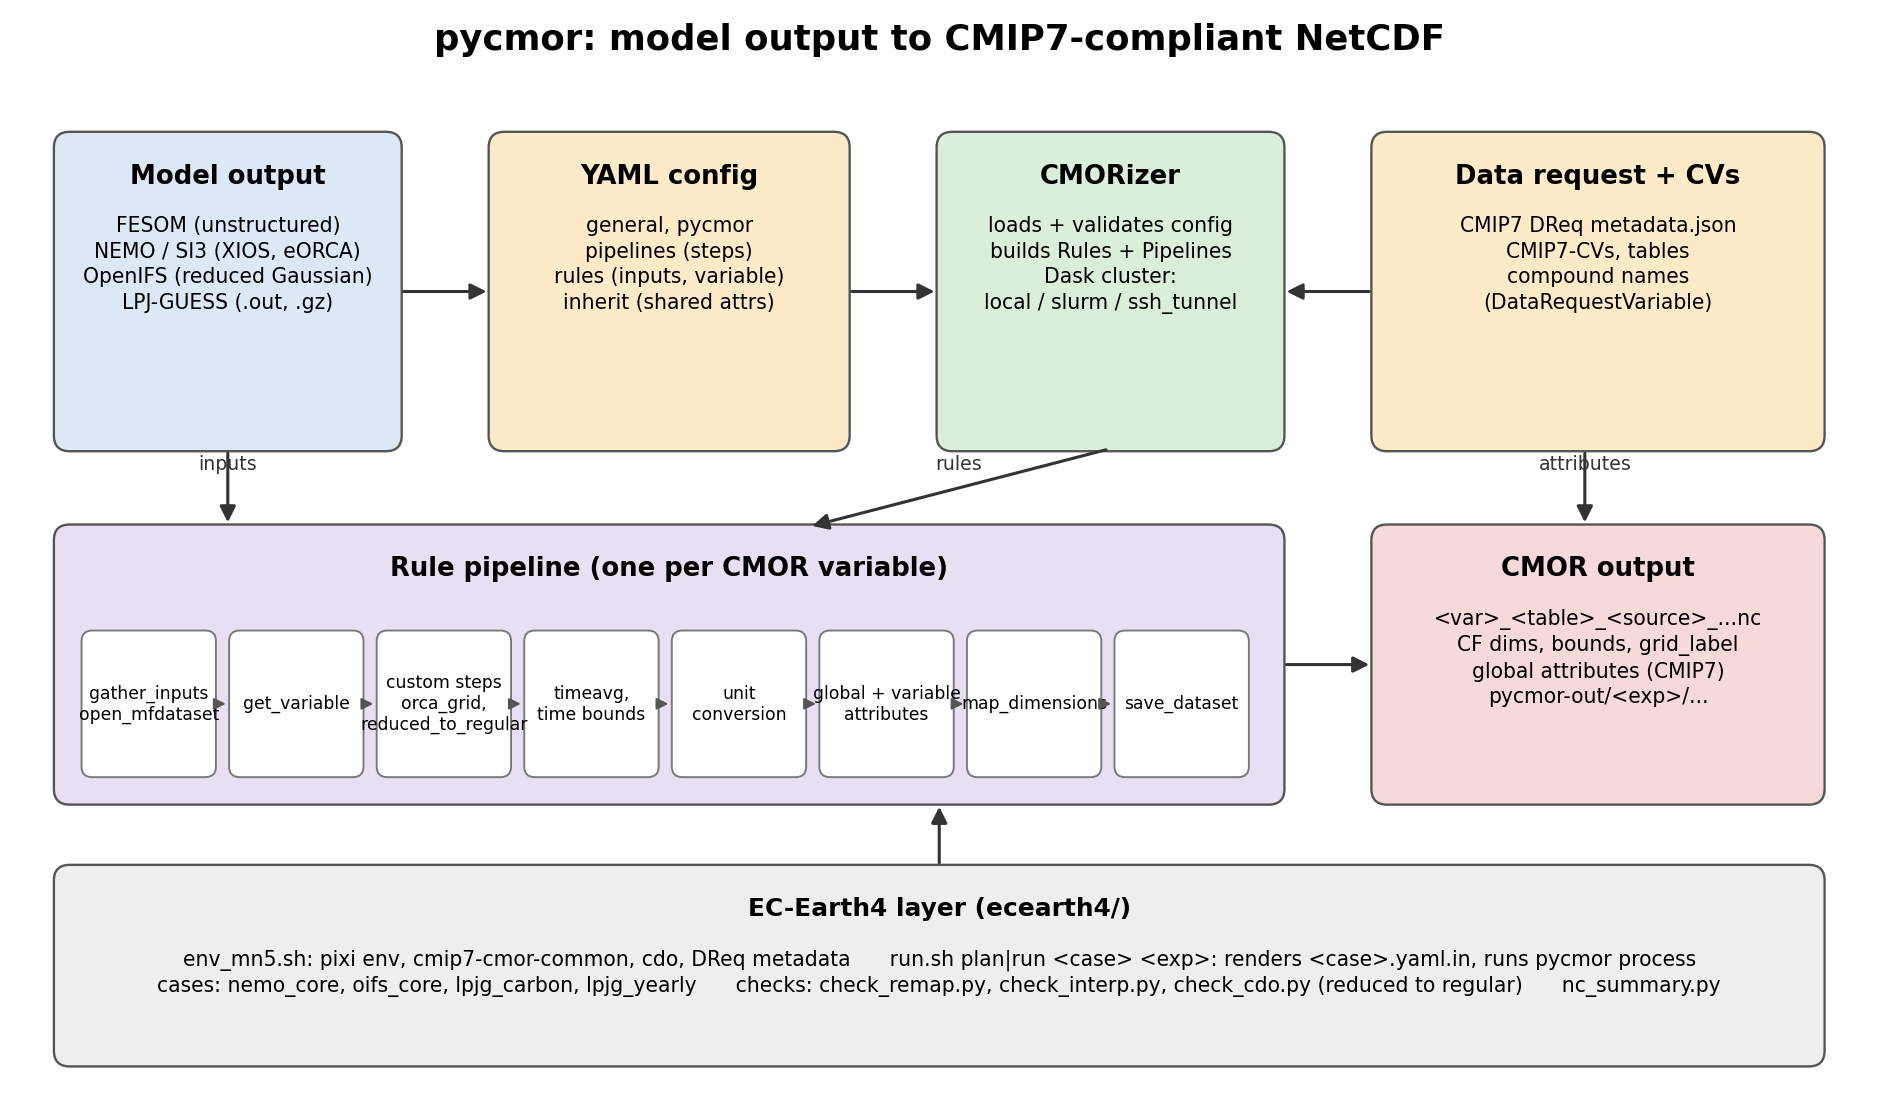 pycmor: model output to CMIP7-compliant NetCDF
Model output
FESOM (unstructured)
NEMO / SI3 (XIOS, eORCA)
OpenIFS (reduced Gaussian)
LPJ-GUESS (.out, .gz)
YAML config
general, pycmor
pipelines (steps)
rules (inputs, variable)
inherit (shared attrs)
CMORizer
loads + validates config
builds Rules + Pipelines
Dask cluster:
local / slurm / ssh_tunnel
Data request + CVs
CMIP7 DReq metadata.json
CMIP7-CVs, tables
compound names
(DataRequestVariable)
inputs
rules
attributes
Rule pipeline (one per CMOR variable)
gather_inputs
open_mfdataset
get_variable
custom steps
orca_grid,
reduced_to_regular
timeavg,
time bounds
unit
conversion
global + variable
attributes
map_dimensions
save_dataset
CMOR output
<var>_<table>_<source>_...nc
CF dims, bounds, grid_label
global attributes (CMIP7)
pycmor-out/<exp>/...
EC-Earth4 layer (ecearth4/)
env_mn5.sh: pixi env, cmip7-cmor-common, cdo, DReq metadata run.sh plan|run <case> <exp>: renders <case>.yaml.in, runs pycmor process
cases: nemo_core, oifs_core, lpjg_carbon, lpjg_yearly checks: check_remap.py, check_interp.py, check_cdo.py (reduced to regular) nc_summary.py